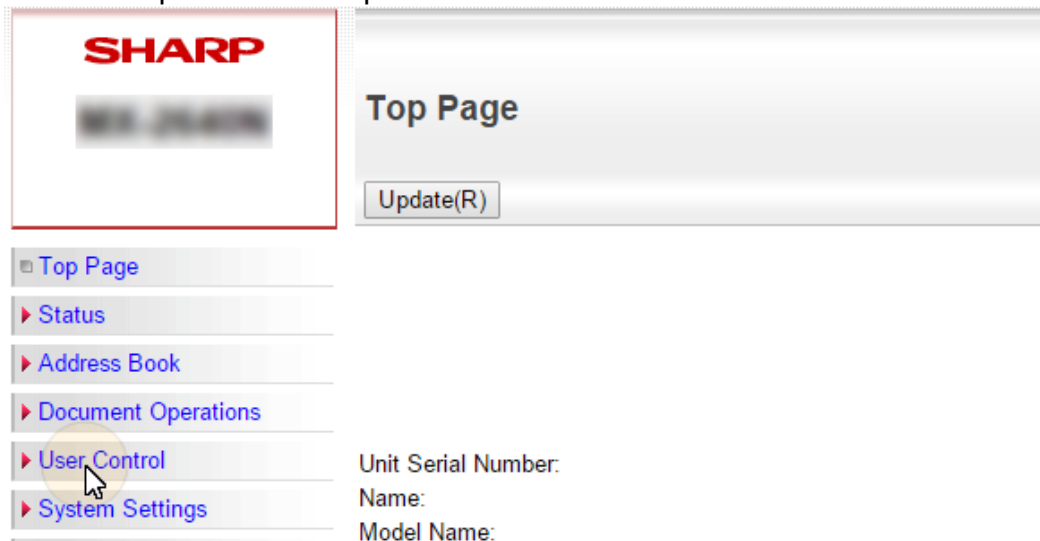 SHARP
Top Page
Update(R)
Top Page
Status
Address Book
Document Operations
User Control
System Settings
Unit Serial Number:
Name:
Model Name: